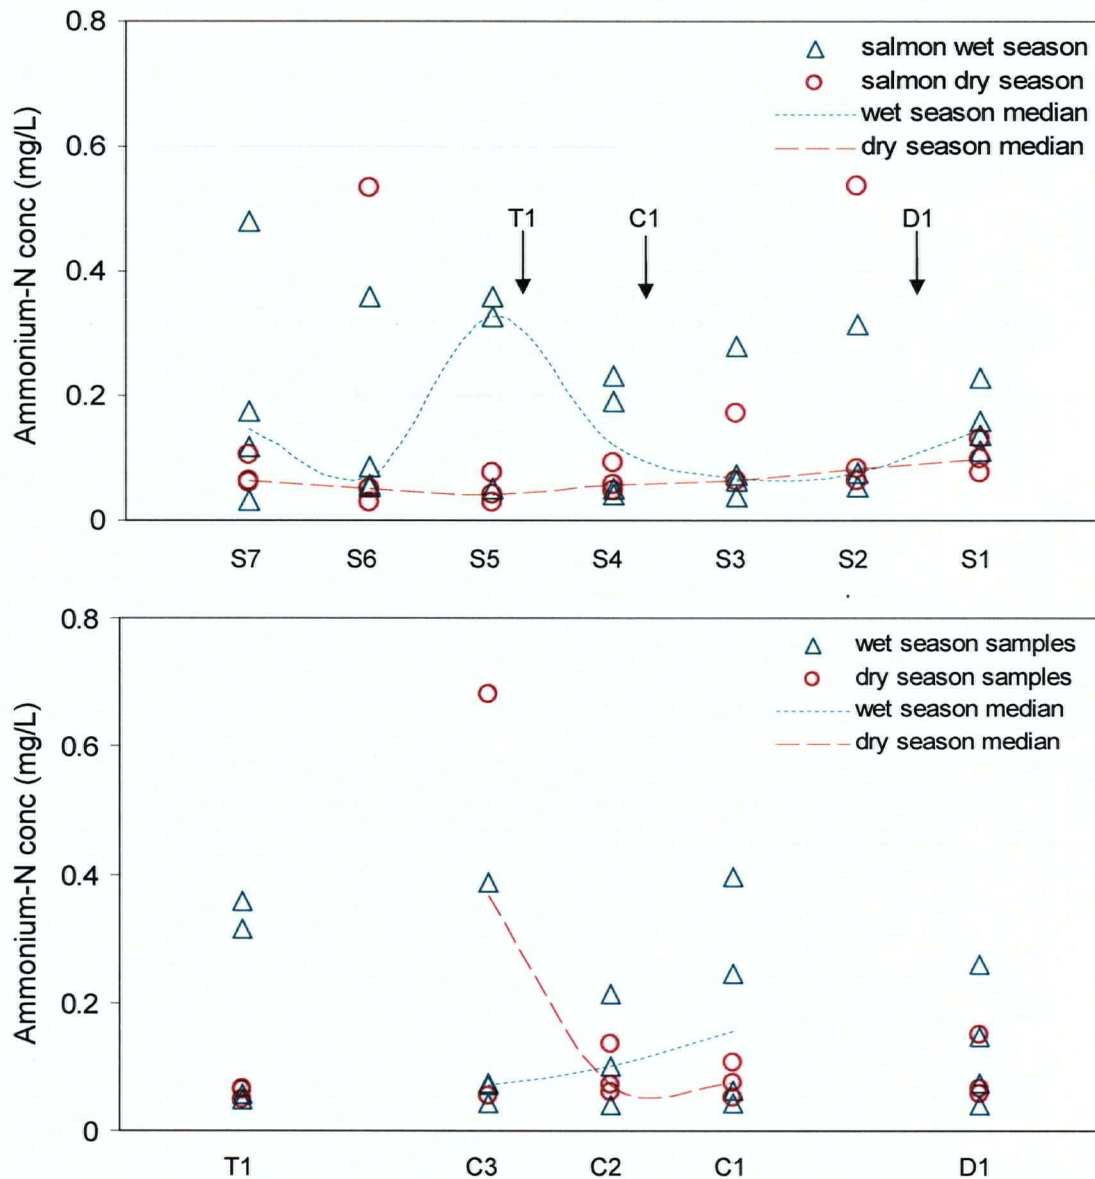 0.8
salmon wet season
salmon dry season
wet season median
dry season median
0.6
T1 C1 D1
0.4
0.2
0
Ammonium-N conc (mg/L)
S7 S6 S5 S4 S3 S2 S1
0.8
wet season samples
dry season samples
wet season median
dry season median
0.6
0.4
0.2
0
Ammonium-N conc (mg/L)
T1 C3 C2 C1 D1